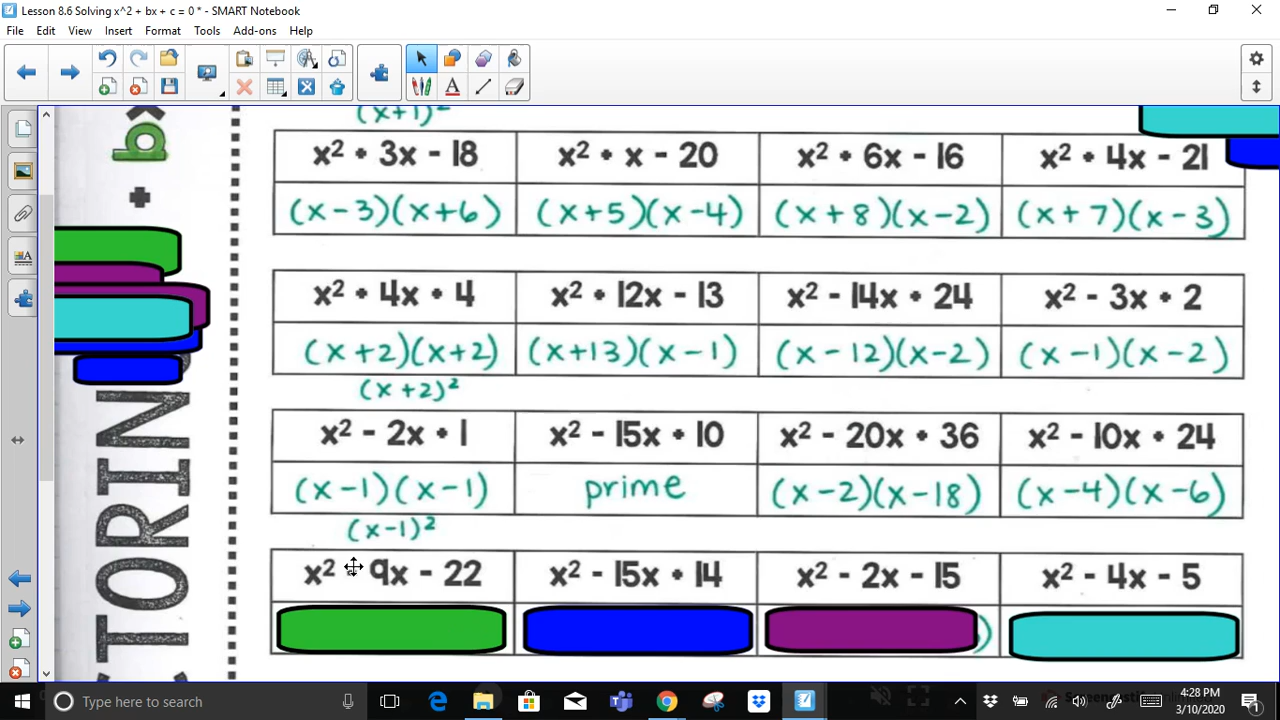 Lesson 8.6 Solving x^2 + bx + c = 0 * - SMART Notebook
File Edit View Insert Format Tools Add-ons Help
(x+1)²
x² + 3x - 18 x² + x - 20 x² + 6x - 16 x² + 4x - 21
(x-3)(x+6) (x+5)(x-4) (x+8)(x-2) (x+7)(x-3)
x² + 4x + 4 x² + 12x - 13 x² - 14x + 24 x² - 3x + 2
(x+2)(x+2) (x+13)(x-1) (x-12)(x-2) (x-1)(x-2)
(x+2)²
x² - 2x + 1 x² - 15x + 10 x² - 20x + 36 x² - 10x + 24
(x-1)(x-1) prime (x-2)(x-18) (x-4)(x-6)
(x-1)²
x² 9x - 22 x² - 15x + 14 x² - 2x - 15 x² - 4x - 5
)
TORIN
+ bx
Type here to search
4:28 PM
3/10/2020